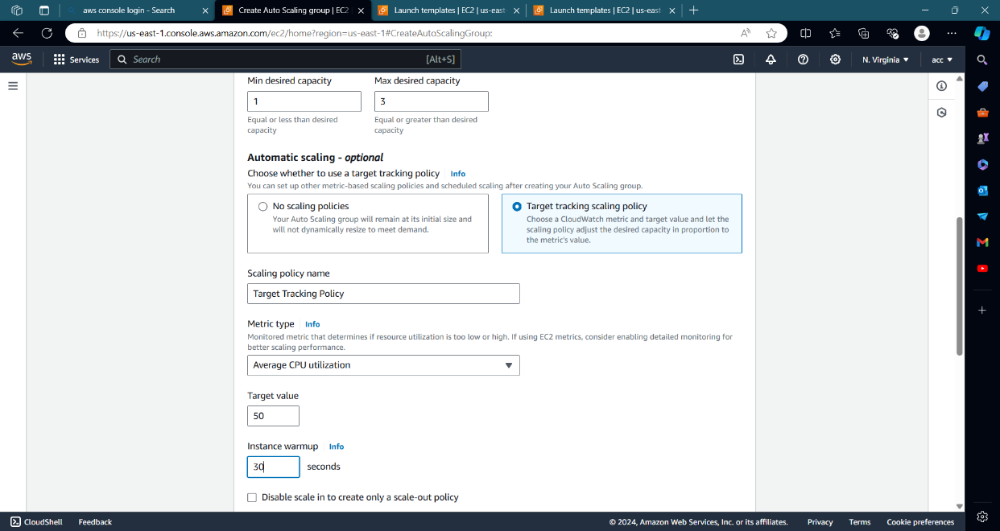 aws console login - Search
Create Auto Scaling group | EC2
Launch templates | EC2 | us-east-
Launch templates | EC2 | us-east-
https://us-east-1.console.aws.amazon.com/ec2/home?region=us-east-1#CreateAutoScalingGroup:
aws
Services
Search
[Alt+S]
N. Virginia
acc
Min desired capacity
Max desired capacity
1
3
Equal or less than desired
capacity
Equal or greater than desired
capacity
Automatic scaling - optional
Choose whether to use a target tracking policy
Info
You can set up other metric-based scaling policies and scheduled scaling after creating your Auto Scaling group.
No scaling policies
Your Auto Scaling group will remain at its initial size and
will not dynamically resize to meet demand.
Target tracking scaling policy
Choose a CloudWatch metric and target value and let the
scaling policy adjust the desired capacity in proportion to
the metric's value.
Scaling policy name
Target Tracking Policy
Metric type
Info
Monitored metric that determines if resource utilization is too low or high. If using EC2 metrics, consider enabling detailed monitoring for
better scaling performance.
Average CPU utilization
Target value
50
Instance warmup
Info
30
seconds
Disable scale in to create only a scale-out policy
CloudShell
Feedback
© 2024, Amazon Web Services, Inc. or its affiliates.
Privacy
Terms
Cookie preferences